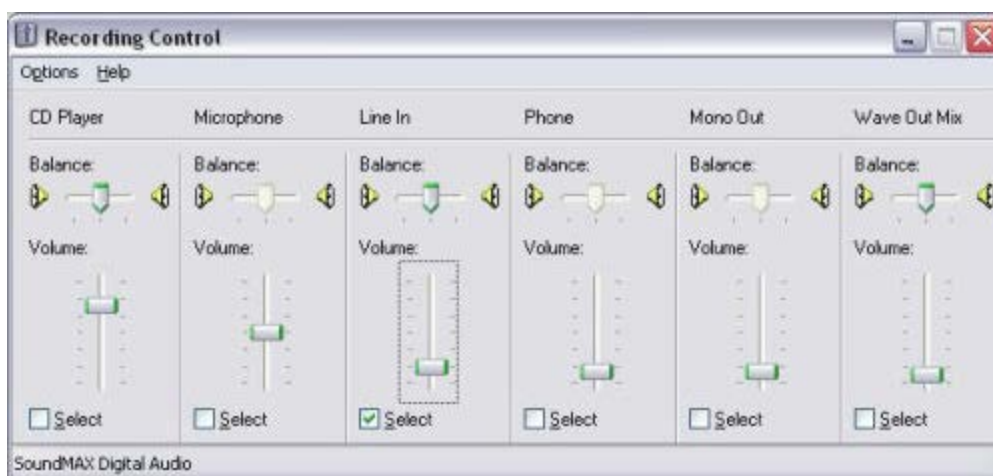 Recording Control
Options Help
CD Player Microphone Line In Phone Mono Out Wave Out Mix
Balance: Balance: Balance: Balance: Balance: Balance:
Volume: Volume: Volume: Volume: Volume: Volume:
Select Select Select Select Select Select
SoundMAX Digital Audio